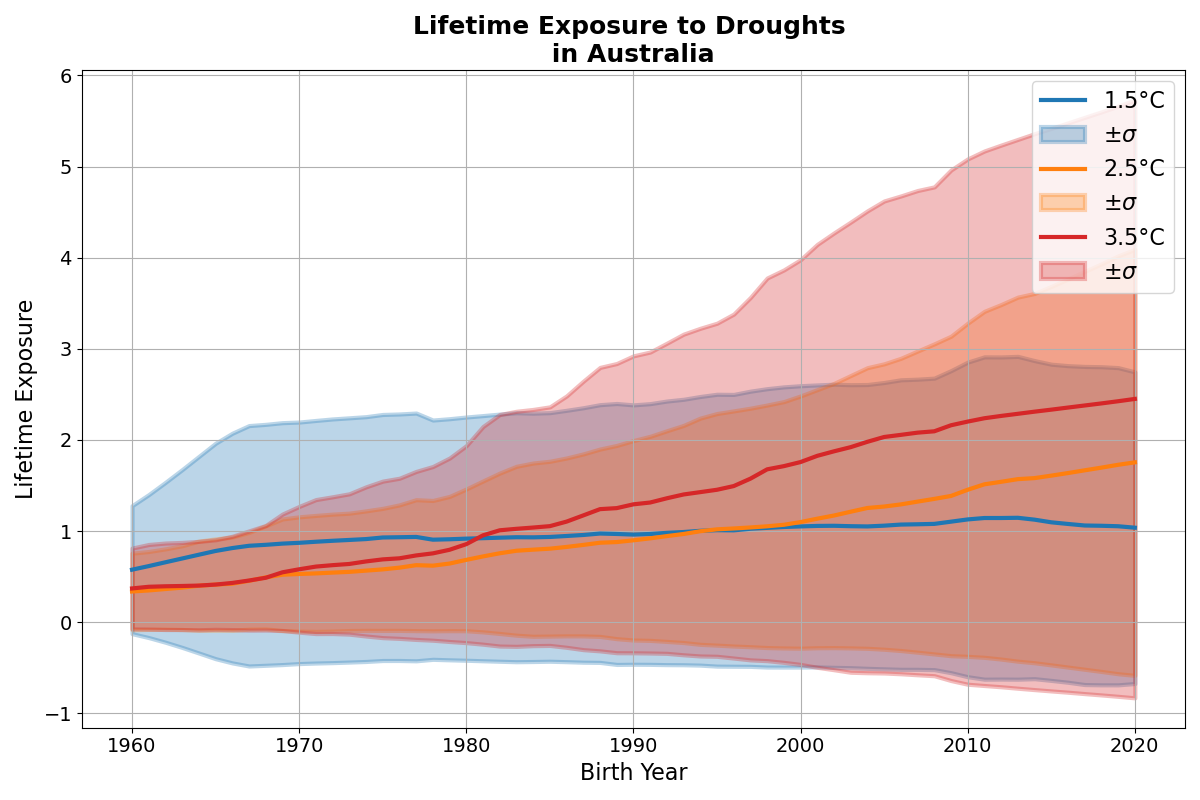 Lifetime Exposure to Droughts
in Australia
6
5
4
3
2
1
0
−1
Lifetime Exposure
1960
1970
1980
1990
2000
2010
2020
Birth Year
1.5°C
±σ
2.5°C
±σ
3.5°C
±σ